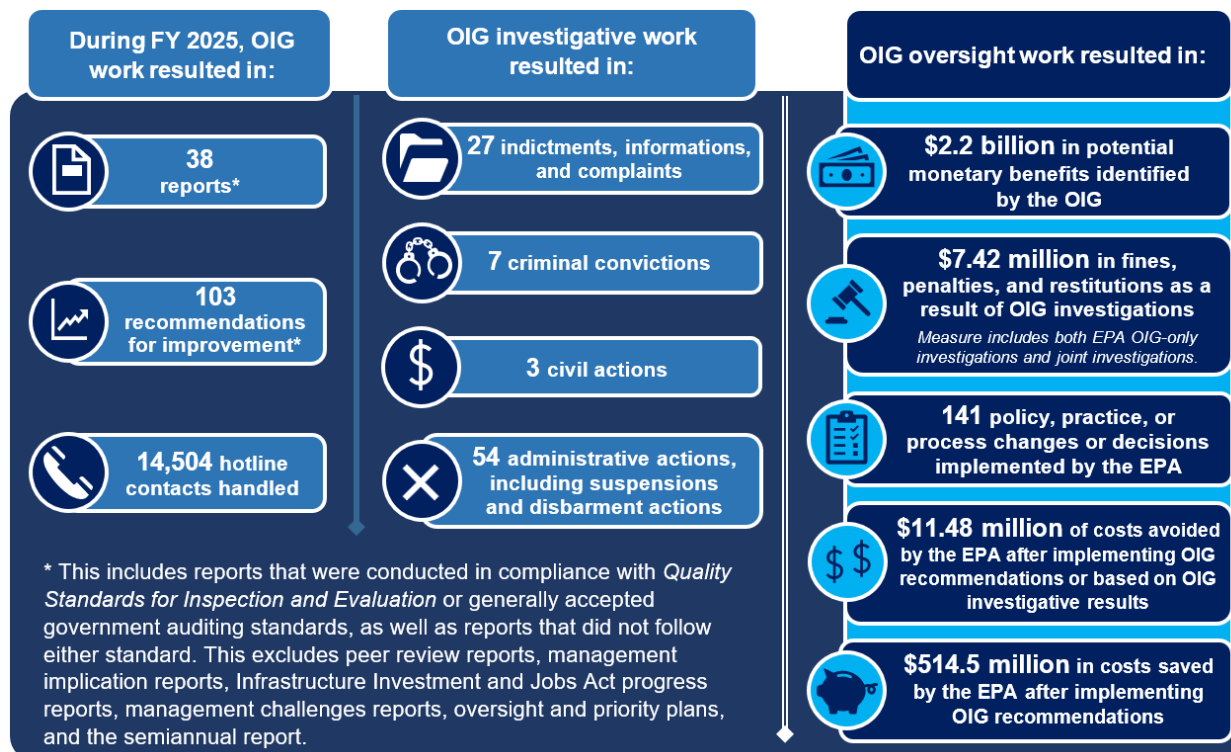 During FY 2025, OIG
work resulted in:
38
reports*
103
recommendations
for improvement*
14,504 hotline
contacts handled
OIG investigative work
resulted in:
27 indictments, informations,
and complaints
7 criminal convictions
3 civil actions
54 administrative actions,
including suspensions
and disbarment actions
* This includes reports that were conducted in compliance with Quality
Standards for Inspection and Evaluation or generally accepted
government auditing standards, as well as reports that did not follow
either standard. This excludes peer review reports, management
implication reports, Infrastructure Investment and Jobs Act progress
reports, management challenges reports, oversight and priority plans,
and the semiannual report.
OIG oversight work resulted in:
$2.2 billion in potential
monetary benefits identified
by the OIG
$7.42 million in fines,
penalties, and restitutions as a
result of OIG investigations
Measure includes both EPA OIG-only
investigations and joint investigations.
141 policy, practice, or
process changes or decisions
implemented by the EPA
$11.48 million of costs avoided
by the EPA after implementing OIG
recommendations or based on OIG
investigative results
$514.5 million in costs saved
by the EPA after implementing
OIG recommendations